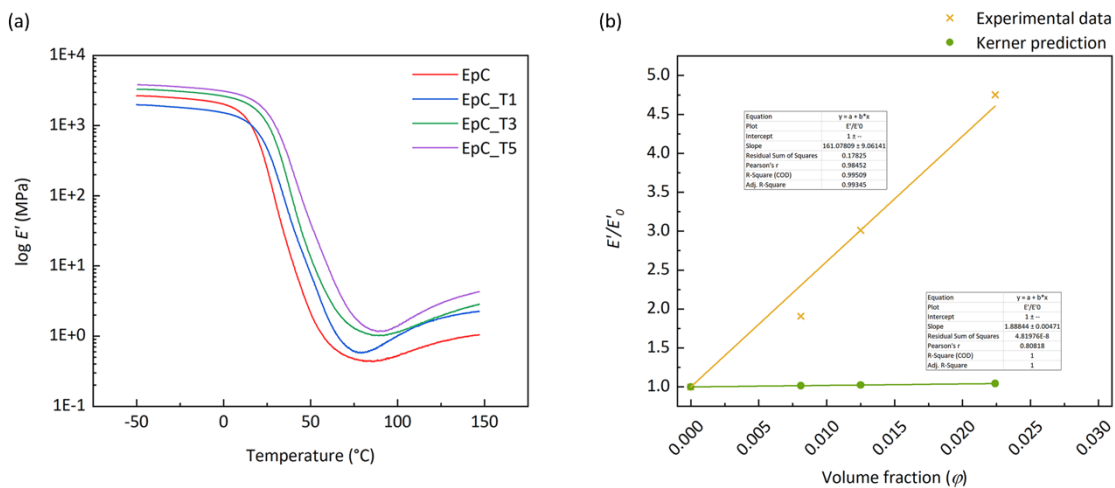 (a)
1E+4
1E+3
1E+2
1E+1
1E+0
1E-1
log E' (MPa)
-50
0
50
100
150
Temperature (°C)
EpC
EpC_T1
EpC_T3
EpC_T5
(b)
Experimental data
Kerner prediction
5.0
4.5
4.0
3.5
3.0
2.5
2.0
1.5
1.0
E'/E'0
Equation y = a + b*x
Plot E'/E'0
Intercept 1 ± --
Slope 161.07809 ± 9.06141
Residual Sum of Squares 0.17825
Pearson's r 0.98452
R-Square (COD) 0.99509
Adj. R-Square 0.99345
Equation y = a + b*x
Plot E'/E'0
Intercept 1 ± --
Slope 1.88844 ± 0.00471
Residual Sum of Squares 4.81976E-8
Pearson's r 0.80818
R-Square (COD) 1
Adj. R-Square 1
0.000
0.005
0.010
0.015
0.020
0.025
0.030
Volume fraction (φ)